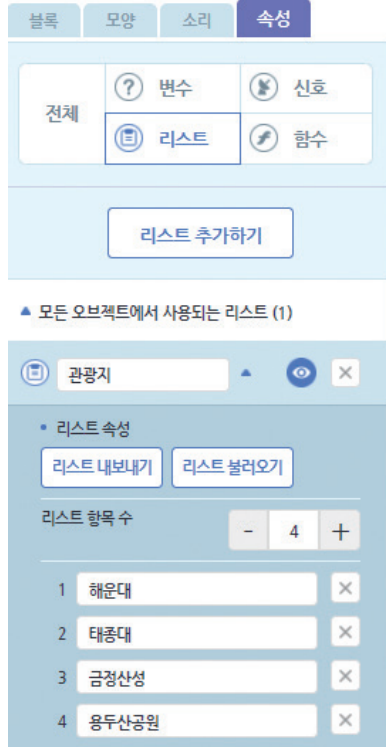 블록 모양 소리 속성
전체 ? 변수 신호
리스트 f 함수
리스트 추가하기
▲ 모든 오브젝트에서 사용되는 리스트 (1)
관광지 ▲ ×
• 리스트 속성
리스트 내보내기 리스트 불러오기
리스트 항목 수 - 4 +
1 해운대 ×
2 태종대 ×
3 금정산성 ×
4 용두산공원 ×